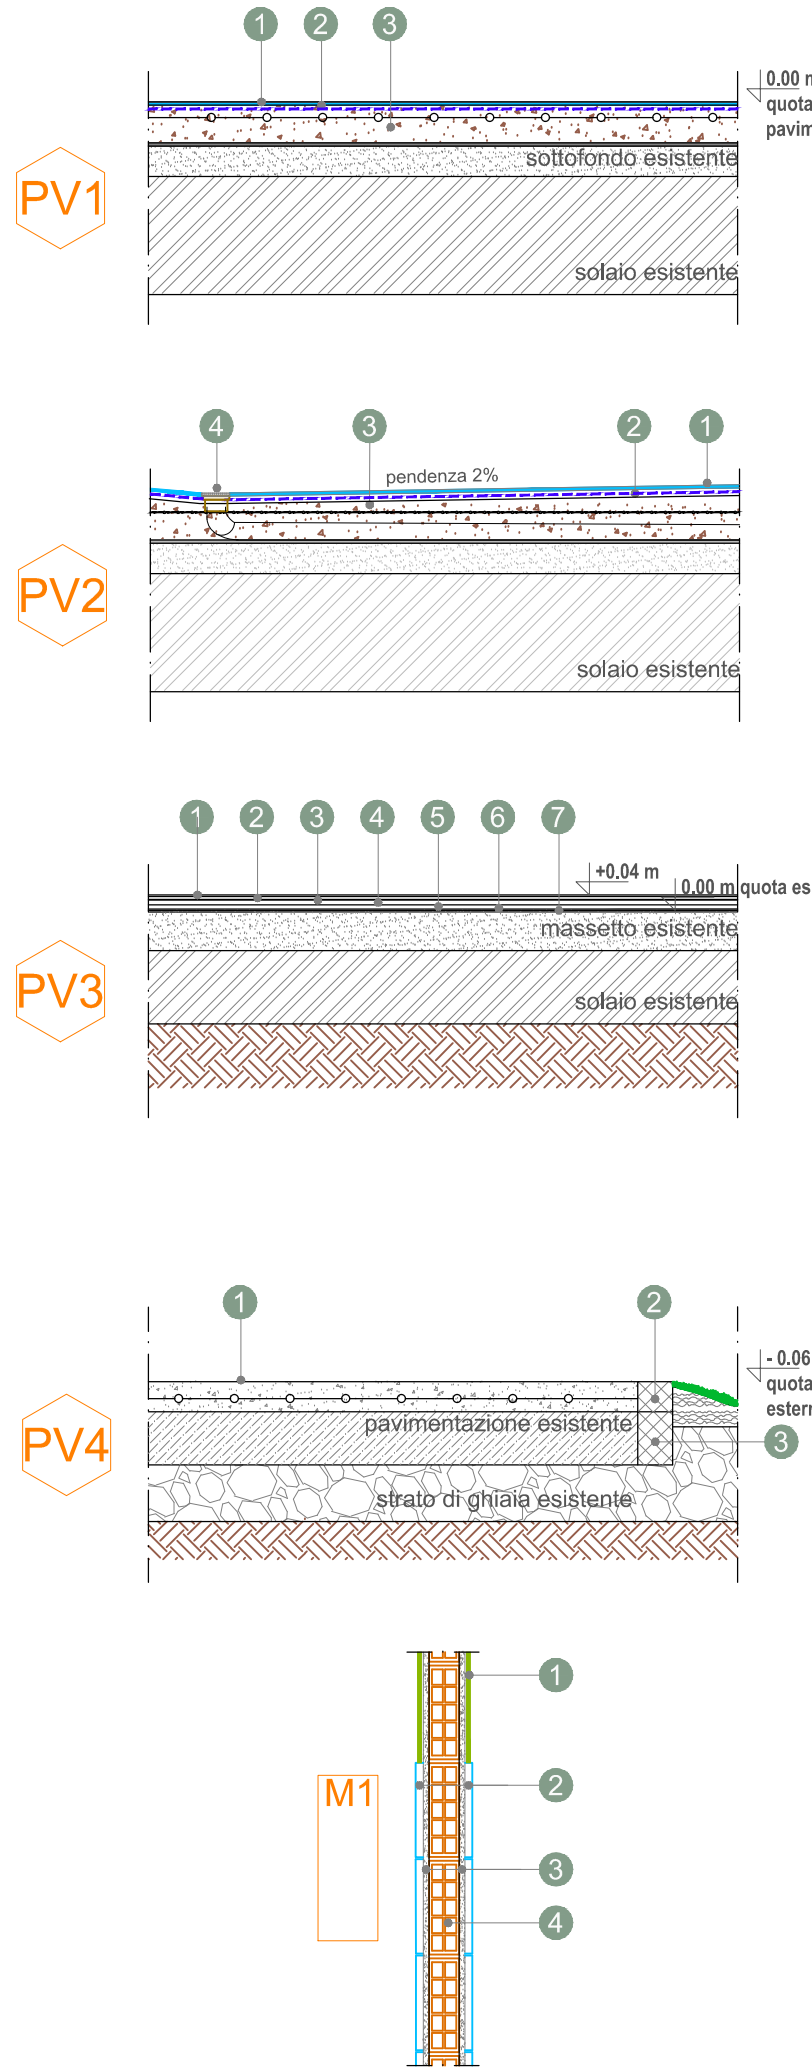 1 2 3
0.00 m
quota
pavim
sottofondo esistente
PV1
solaio esistente
4 3 2 1
pendenza 2%
PV2
solaio esistente
1 2 3 4 5 6 7
+0.04 m
0.00 m quota es
massetto esistente
PV3
solaio esistente
1 2
- 0.06
quota
estern
pavimentazione esistente
3
PV4
strato di ghiaia esistente
1
M1
2
3
4